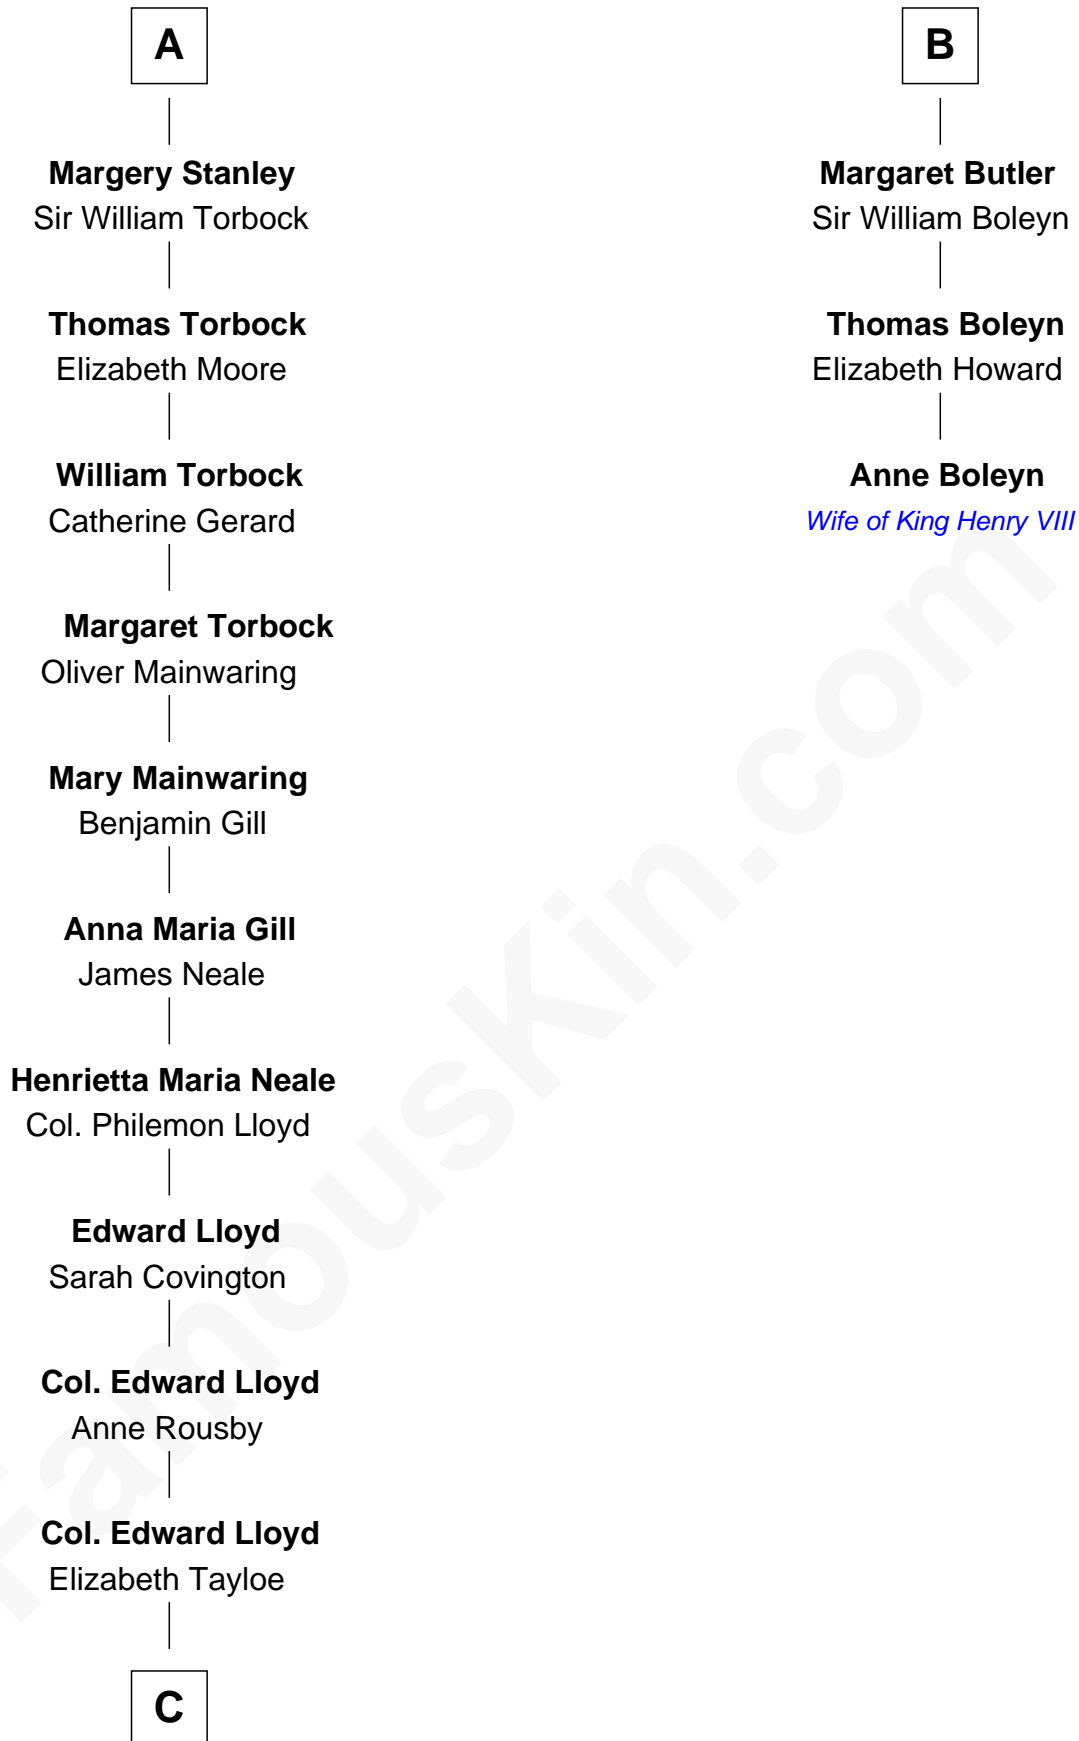 A
Margery Stanley
Sir William Torbock
Thomas Torbock
Elizabeth Moore
William Torbock
Catherine Gerard
Margaret Torbock
Oliver Mainwaring
Mary Mainwaring
Benjamin Gill
Anna Maria Gill
James Neale
Henrietta Maria Neale
Col. Philemon Lloyd
Edward Lloyd
Sarah Covington
Col. Edward Lloyd
Anne Rousby
Col. Edward Lloyd
Elizabeth Tayloe
C
B
Margaret Butler
Sir William Boleyn
Thomas Boleyn
Elizabeth Howard
Anne Boleyn
Wife of King Henry VIII
FamousKin.com